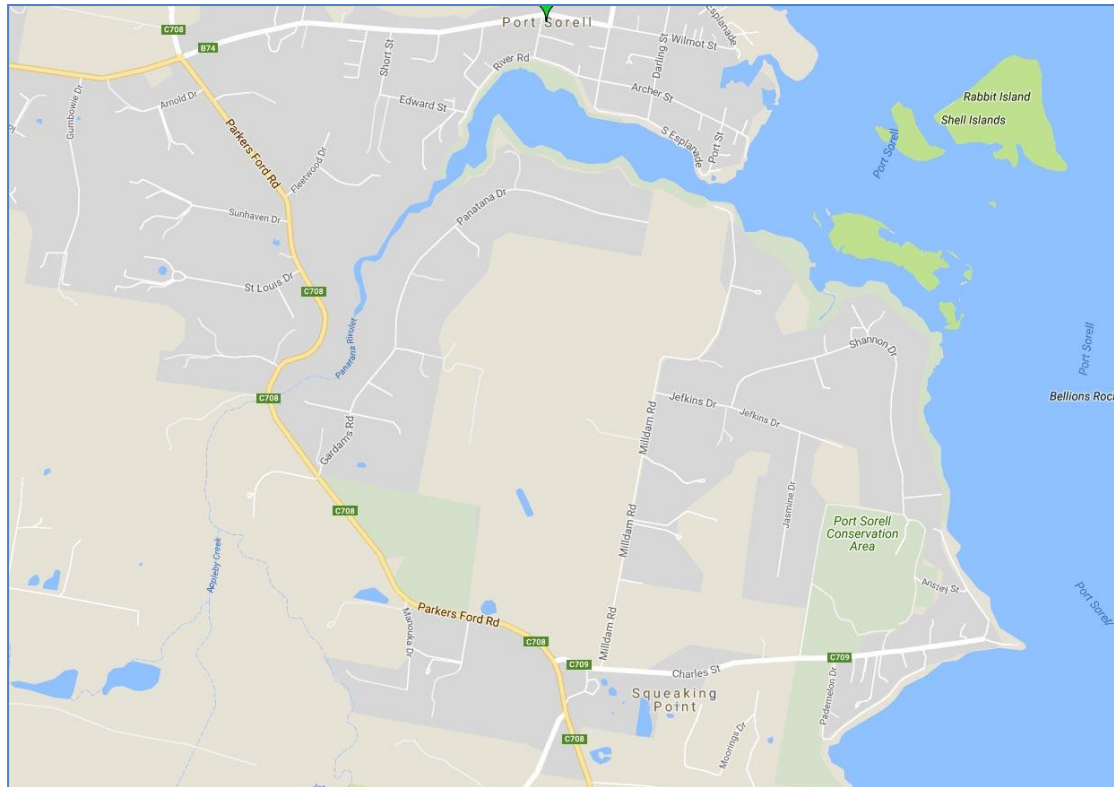 C708
Port Sorell
Esplanade
B74
Short St
River Rd
Wilmot St
Darling St
Gumbowie Dr
Arnold Dr
Edward St
Archer St
Rabbit Island
Shell Islands
Parkers Ford Rd
S Esplanade
Port St
Port Sorell
Fleetwood Dr
Panatana Dr
Sunhaven Dr
St Louis Dr
C708
Panatana Rivulet
Shannon Dr
Port Sorell
Bellions Rock
C708
Jefkins Dr
Jefkins Dr
Milldam Rd
Gardams Rd
Jasmine Dr
C708
Milldam Rd
Port Sorell
Conservation
Area
Appleby Creek
Anstey St
Port Sorell
Parkers Ford Rd
Manouka Dr
Milldam Rd
C708
C709
Charles St
C709
Squeaking
Point
Pademelon Dr
Moorings Dr
C708